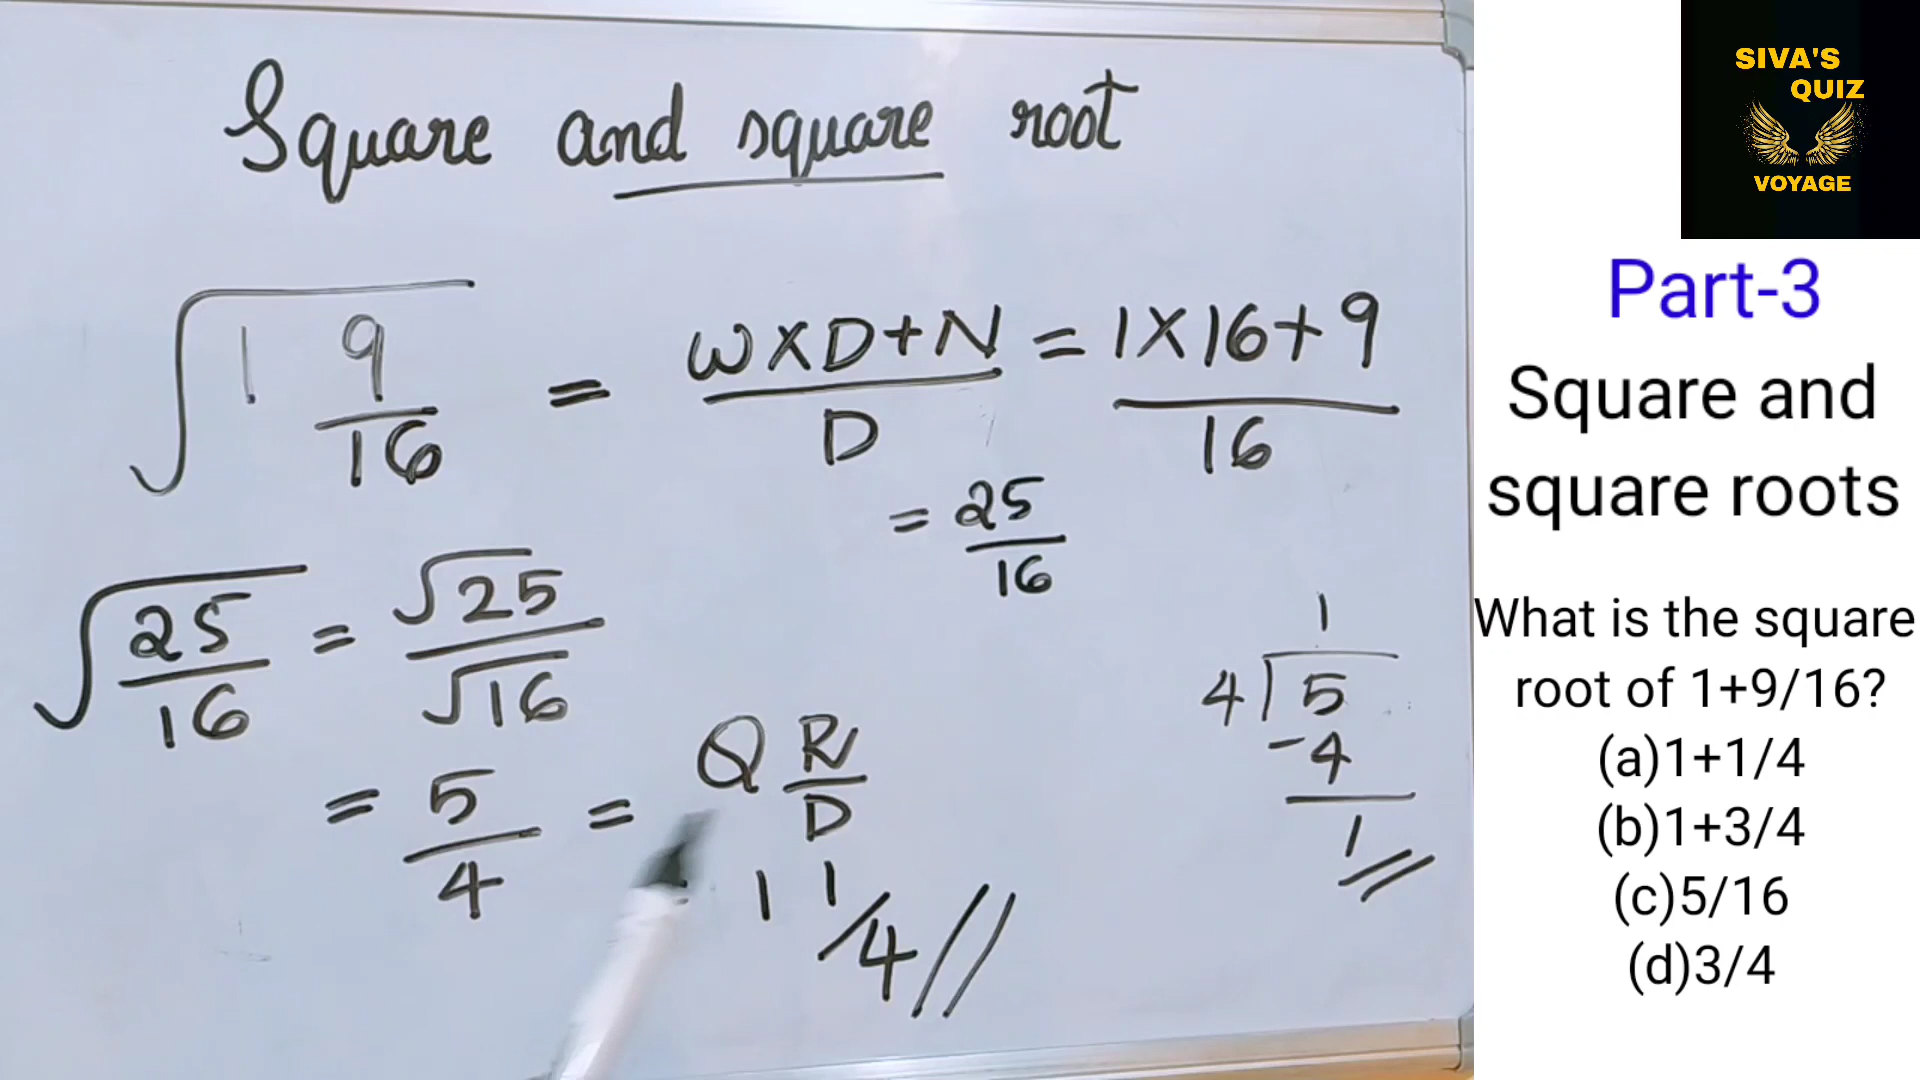 Square and square root
√1 9/16 = W×D+N/D = 1×16+9/16
= 25/16
√25/16 = √25/√16
= 5/4 = Q R/D
1 1/4 //
1
4)5
-4
1 //
SIVA'S
QUIZ
VOYAGE
Part-3
Square and
square roots
What is the square
root of 1+9/16?
(a)1+1/4
(b)1+3/4
(c)5/16
(d)3/4